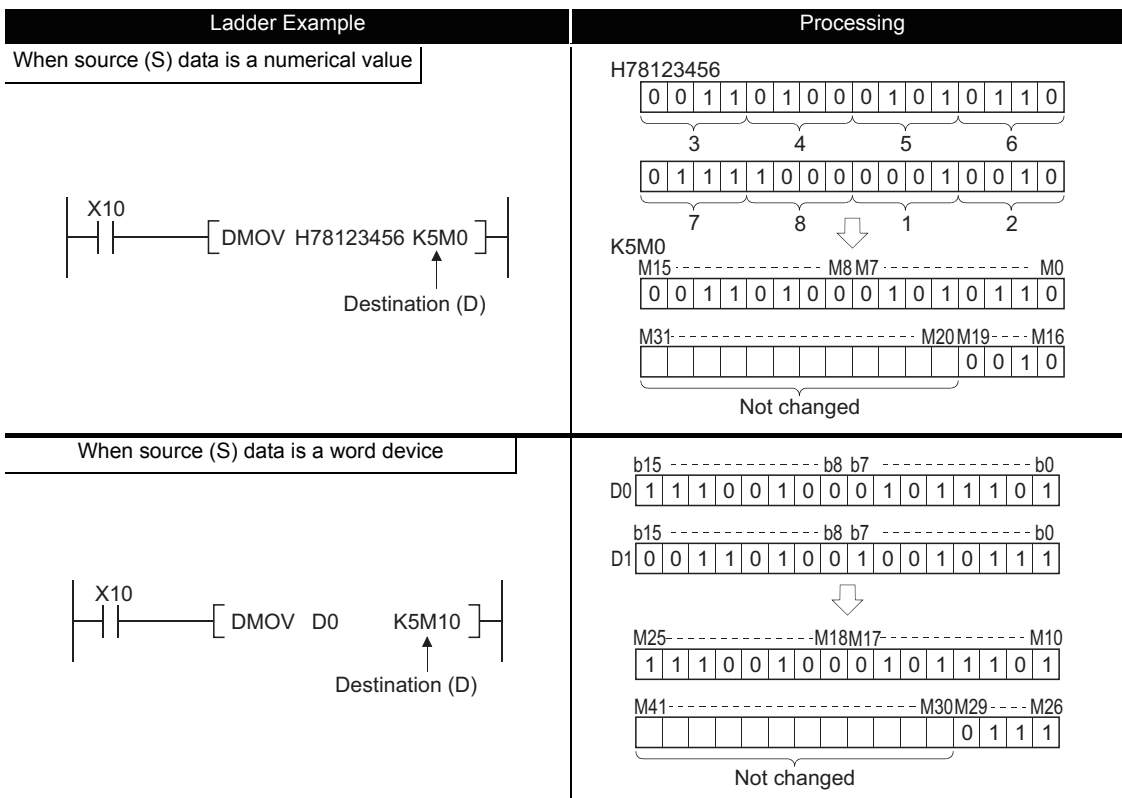 Ladder Example
Processing
When source (S) data is a numerical value
X10
DMOV H78123456 K5M0
Destination (D)
H78123456
0 0 1 1 0 1 0 0 0 1 0 1 0 1 1 0
3 4 5 6
0 1 1 1 1 0 0 0 0 0 0 1 0 0 1 0
7 8 1 2
K5M0
M15 M8 M7 M0
0 0 1 1 0 1 0 0 0 1 0 1 0 1 1 0
M31 M20 M19 M16
0 0 1 0
Not changed
When source (S) data is a word device
X10
DMOV D0 K5M10
Destination (D)
b15 b8 b7 b0
D0 1 1 1 0 0 1 0 0 0 1 0 1 1 1 0 1
b15 b8 b7 b0
D1 0 0 1 1 0 1 0 0 1 0 0 1 0 1 1 1
M25 M18 M17 M10
1 1 1 0 0 1 0 0 0 1 0 1 1 1 0 1
M41 M30 M29 M26
0 1 1 1
Not changed